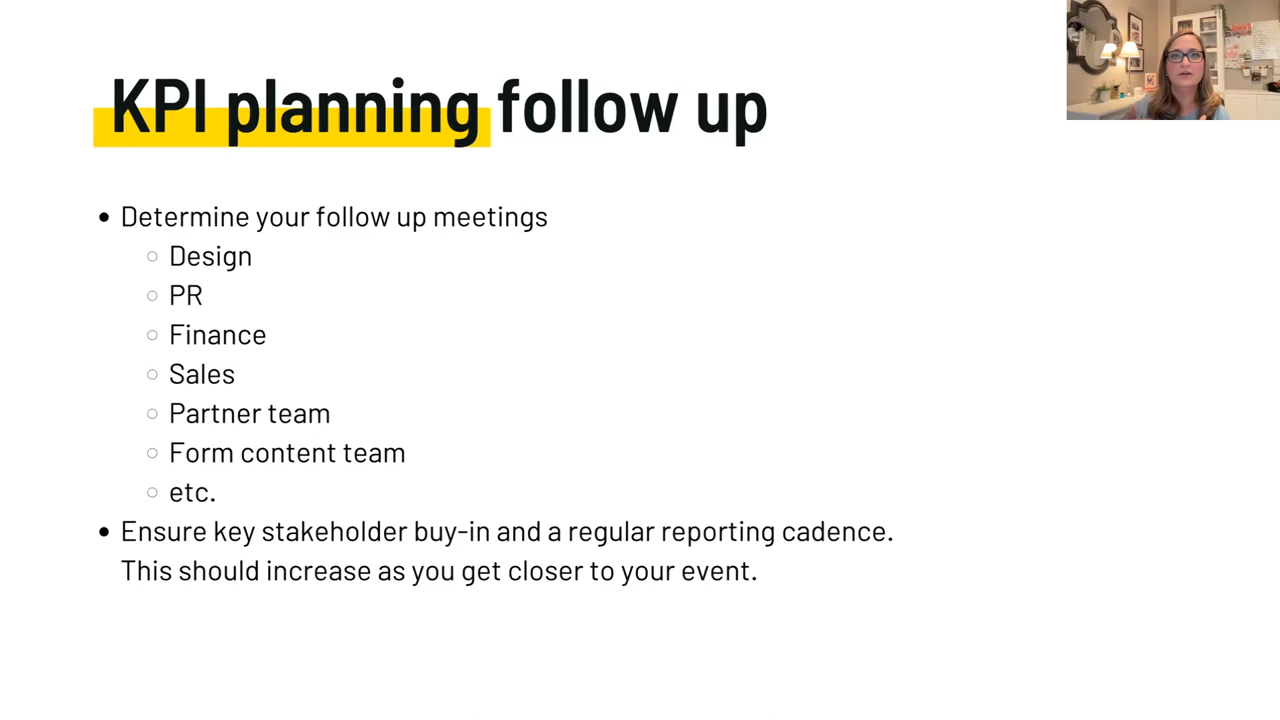 KPI planning follow up
Determine your follow up meetings
Design
PR
Finance
Sales
Partner team
Form content team
etc.
Ensure key stakeholder buy-in and a regular reporting cadence.
This should increase as you get closer to your event.